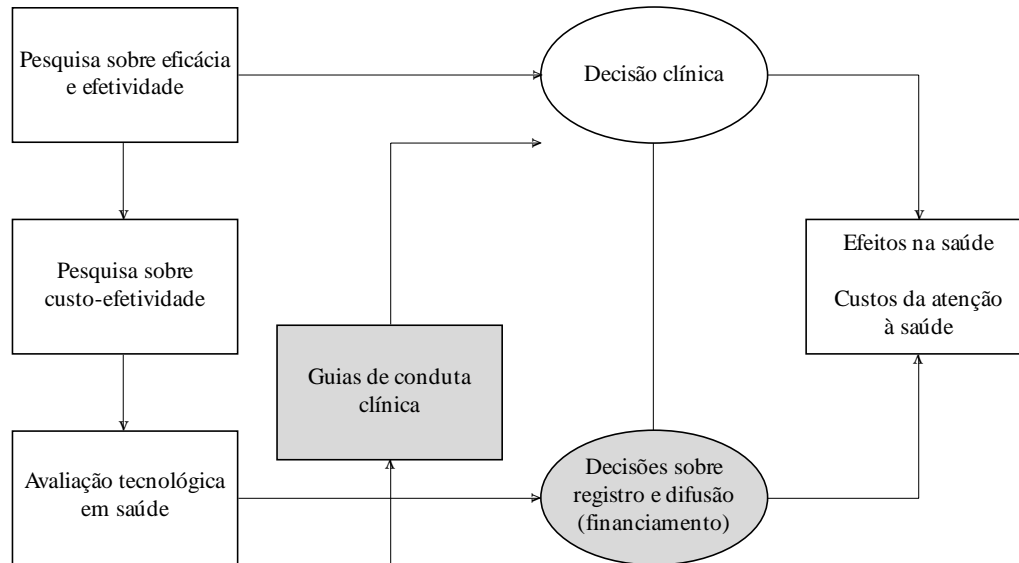 Pesquisa sobre eficácia
e efetividade
Decisão clínica
Pesquisa sobre
custo-efetividade
Efeitos na saúde
Custos da atenção
à saúde
Guias de conduta
clínica
Avaliação tecnológica
em saúde
Decisões sobre
registro e difusão
(financiamento)